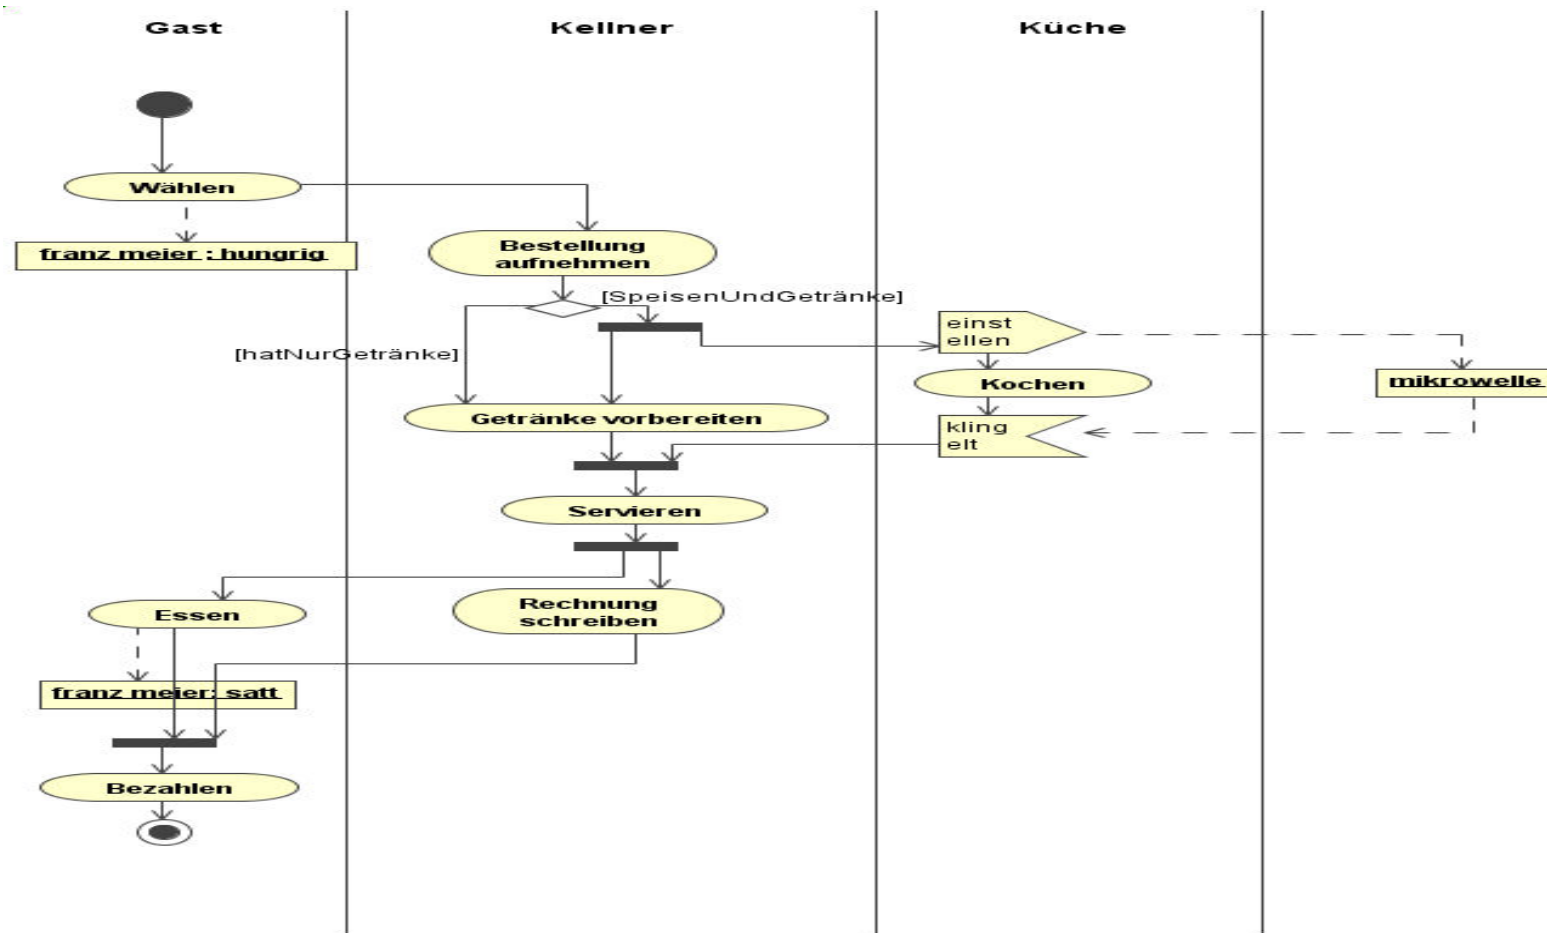 Gast
Kellner
Küche
Wählen
franz meier : hungrig
Bestellung
aufnehmen
[SpeisenUndGetränke]
[hatNurGetränke]
einst
ellen
Kochen
mikrowelle
Getränke vorbereiten
kling
elt
Servieren
Essen
Rechnung
schreiben
franz meier: satt
Bezahlen